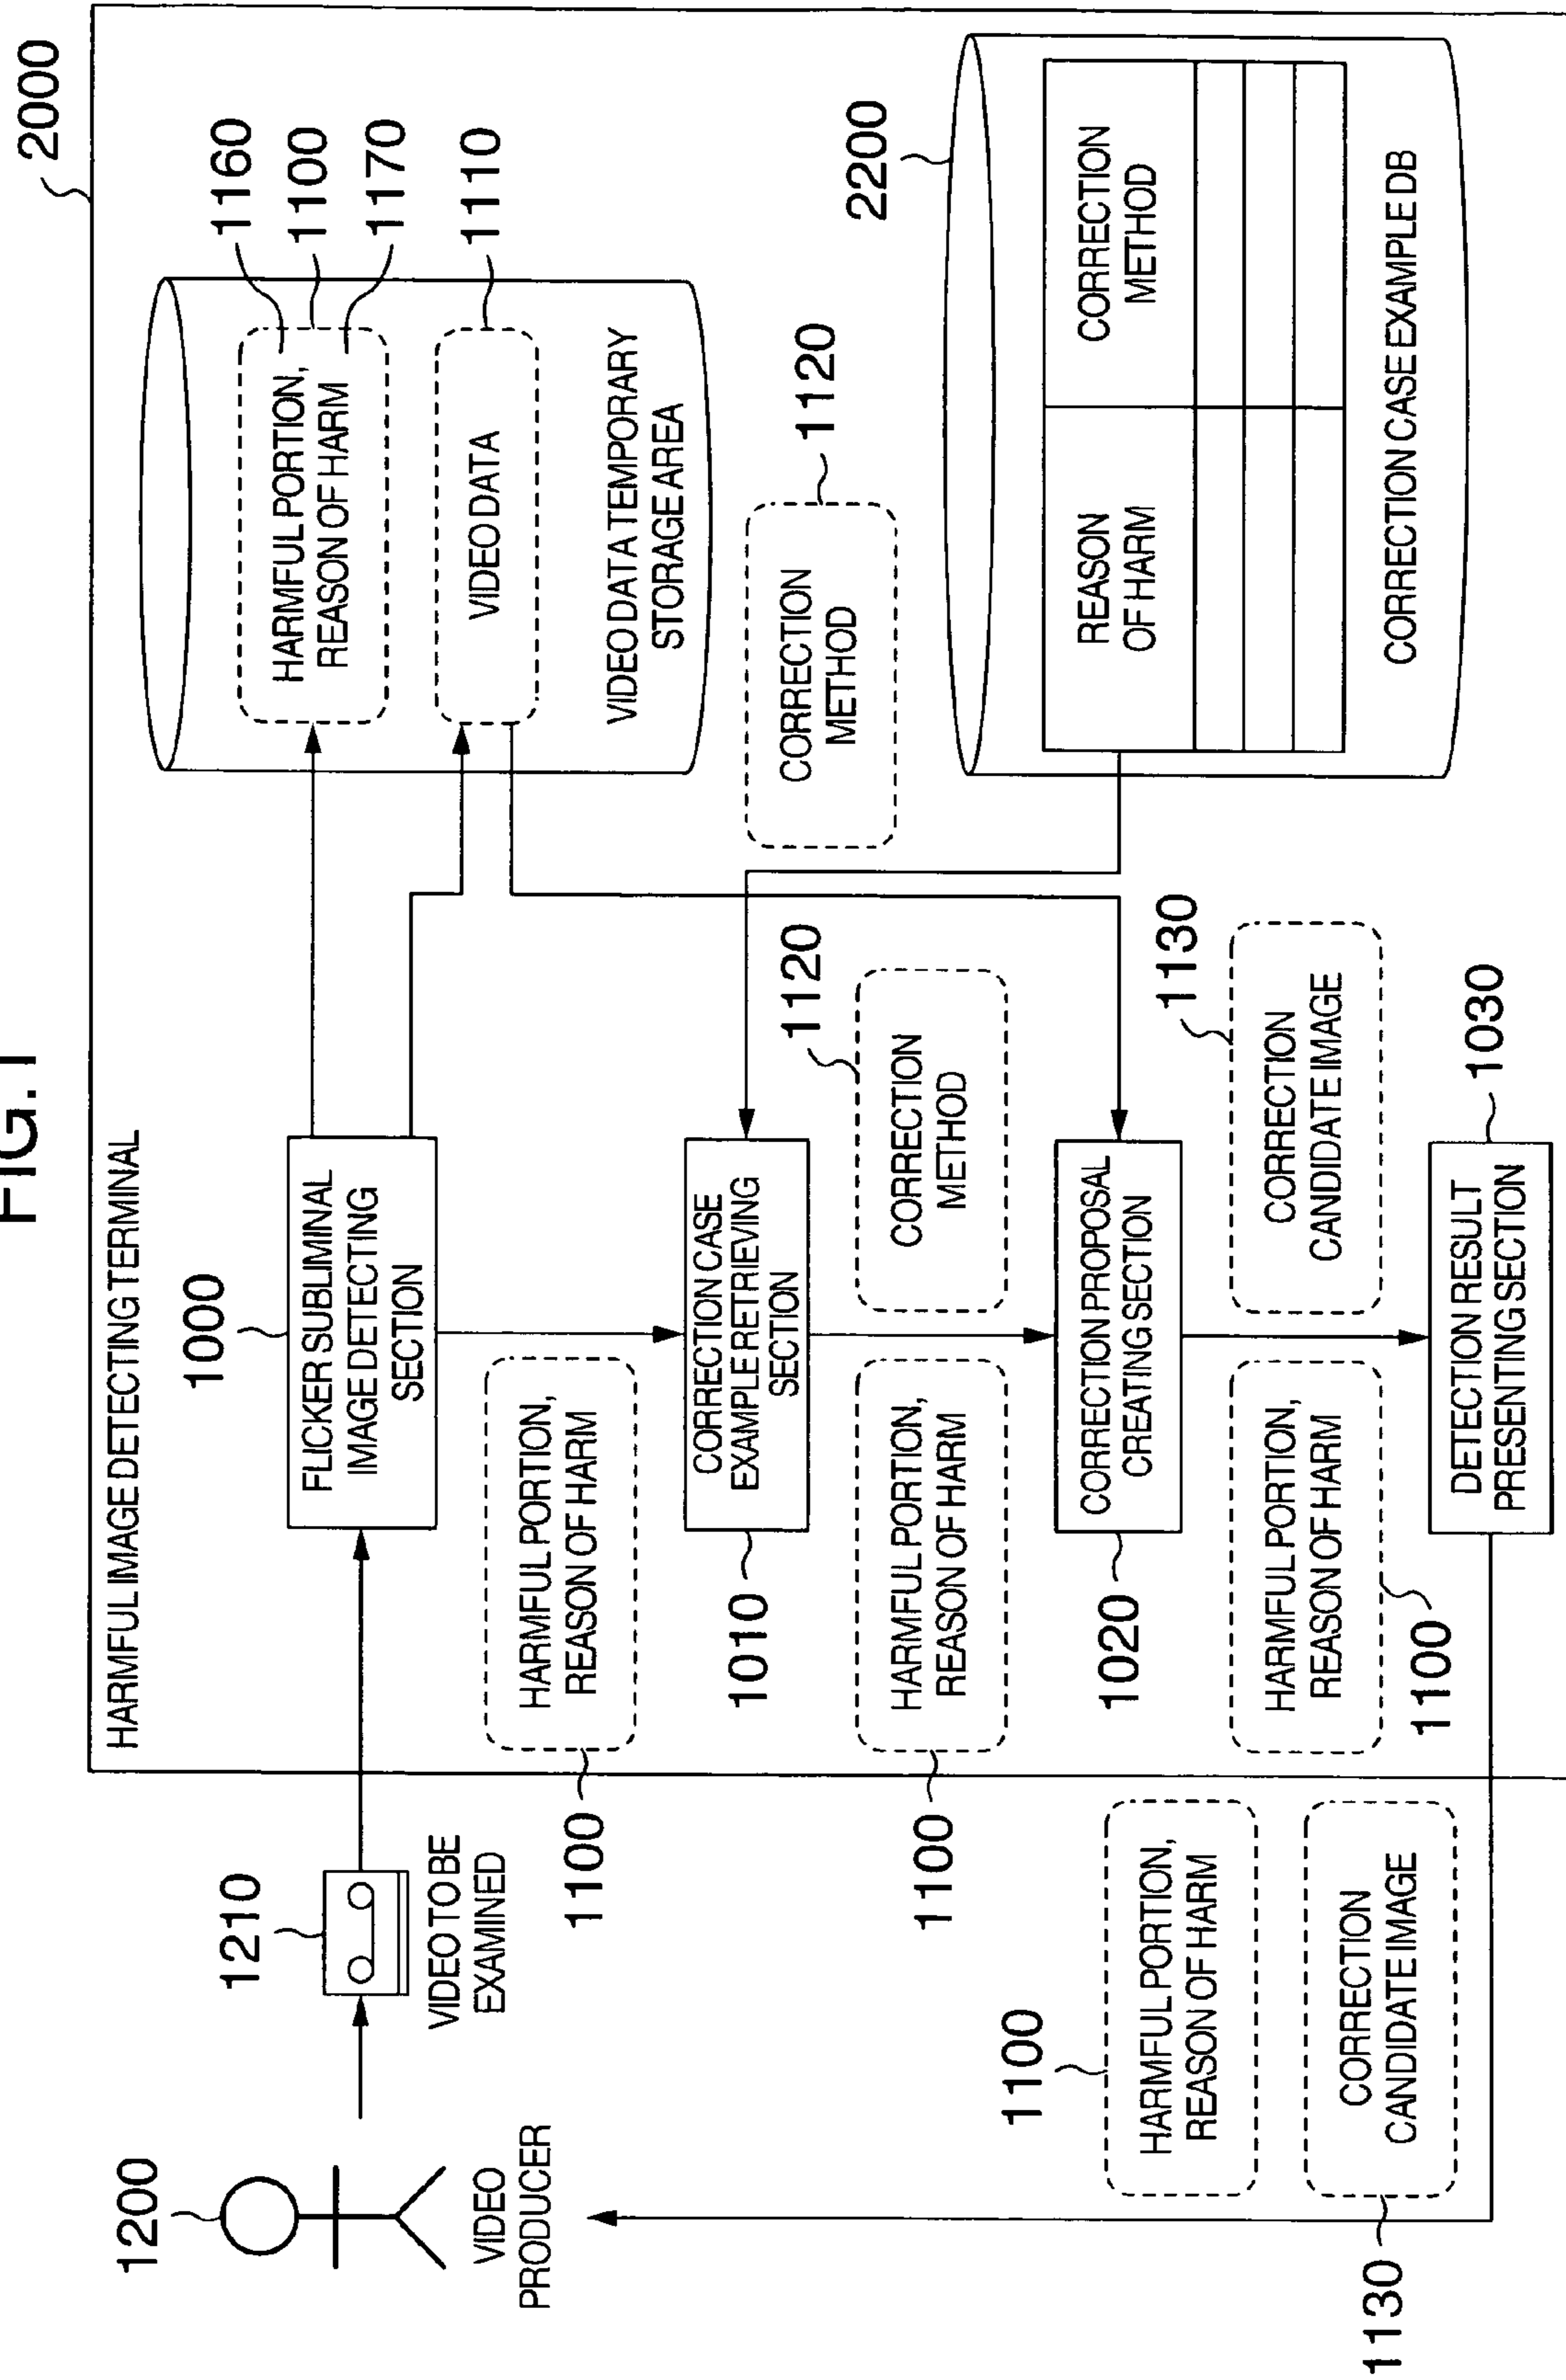 FIG.1
2000
HARMFUL IMAGE DETECTING TERMINAL
1200
VIDEO
PRODUCER
1210
VIDEO TO BE
EXAMINED
1000
FLICKER SUBLIMINAL
IMAGE DETECTING
SECTION
1160
1100
1170
HARMFUL PORTION,
REASON OF HARM
1110
VIDEO DATA
VIDEO DATA TEMPORARY
STORAGE AREA
1100
HARMFUL PORTION,
REASON OF HARM
1010
CORRECTION CASE
EXAMPLE RETRIEVING
SECTION
1120
CORRECTION
METHOD
2200
REASON
OF HARM
CORRECTION
METHOD
CORRECTION CASE EXAMPLE DB
1100
HARMFUL PORTION,
REASON OF HARM
1120
CORRECTION
METHOD
1020
CORRECTION PROPOSAL
CREATING SECTION
1100
HARMFUL PORTION,
REASON OF HARM
1130
CORRECTION
CANDIDATE IMAGE
1030
DETECTION RESULT
PRESENTING SECTION
1100
HARMFUL PORTION,
REASON OF HARM
1130
CORRECTION
CANDIDATE IMAGE